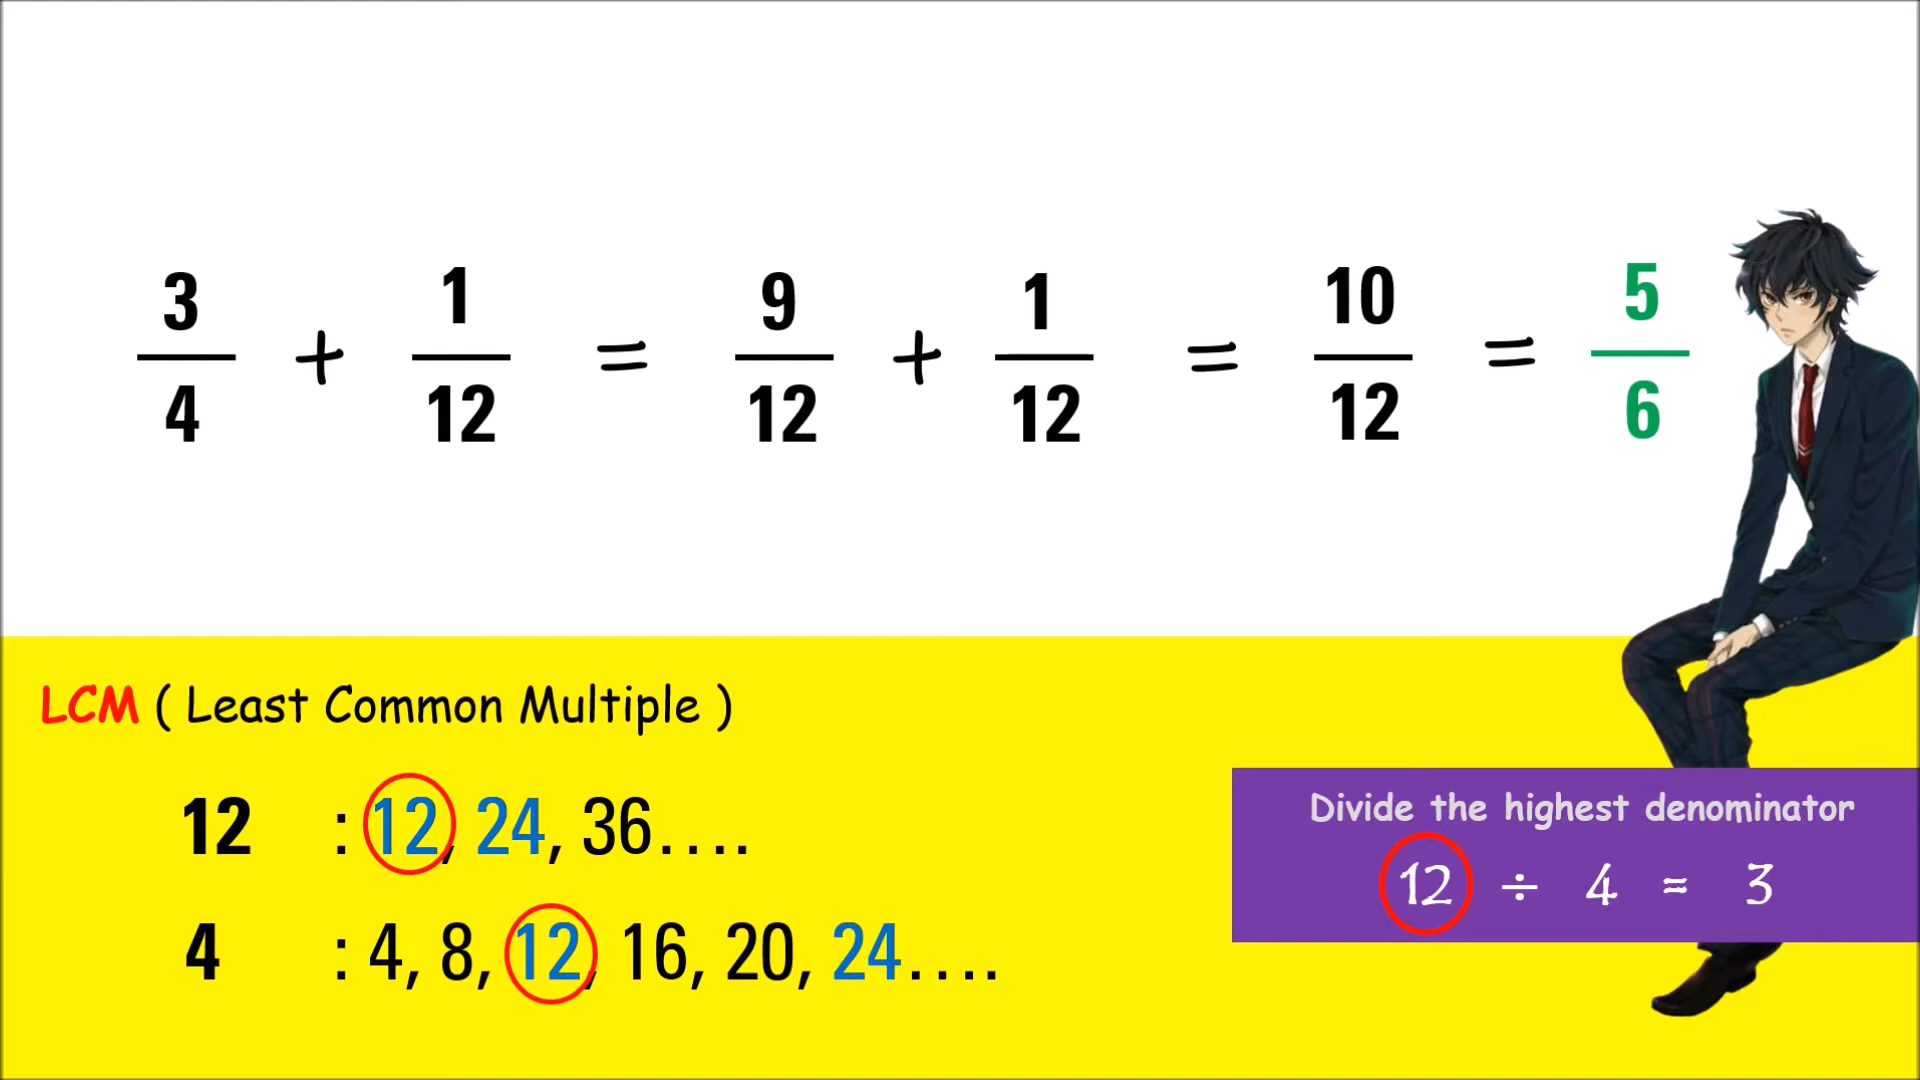 3/4 + 1/12 = 9/12 + 1/12 = 10/12 = 5/6
LCM ( Least Common Multiple )
12 : 12, 24, 36....
4 : 4, 8, 12, 16, 20, 24....
Divide the highest denominator
12 ÷ 4 = 3